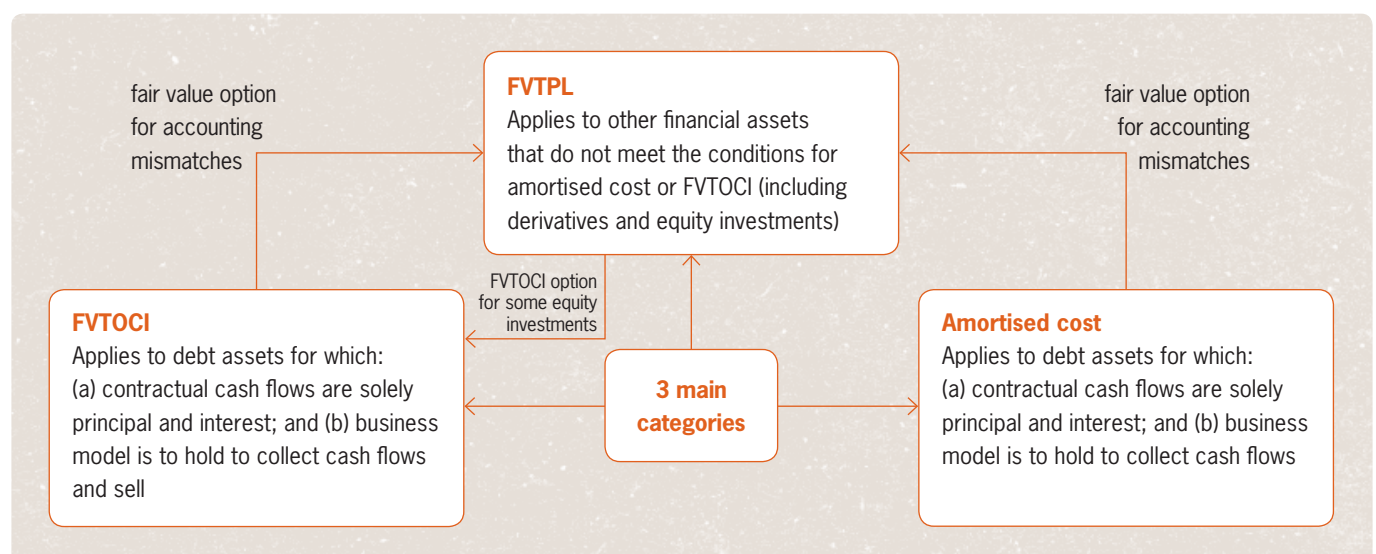 fair value option
for accounting
mismatches
FVTPL
Applies to other financial assets
that do not meet the conditions for
amortised cost or FVTOCI (including
derivatives and equity investments)
fair value option
for accounting
mismatches
FVTOCI option
for some equity
investments
FVTOCI
Applies to debt assets for which:
(a) contractual cash flows are solely
principal and interest; and (b) business
model is to hold to collect cash flows
and sell
3 main
categories
Amortised cost
Applies to debt assets for which:
(a) contractual cash flows are solely
principal and interest; and (b) business
model is to hold to collect cash flows